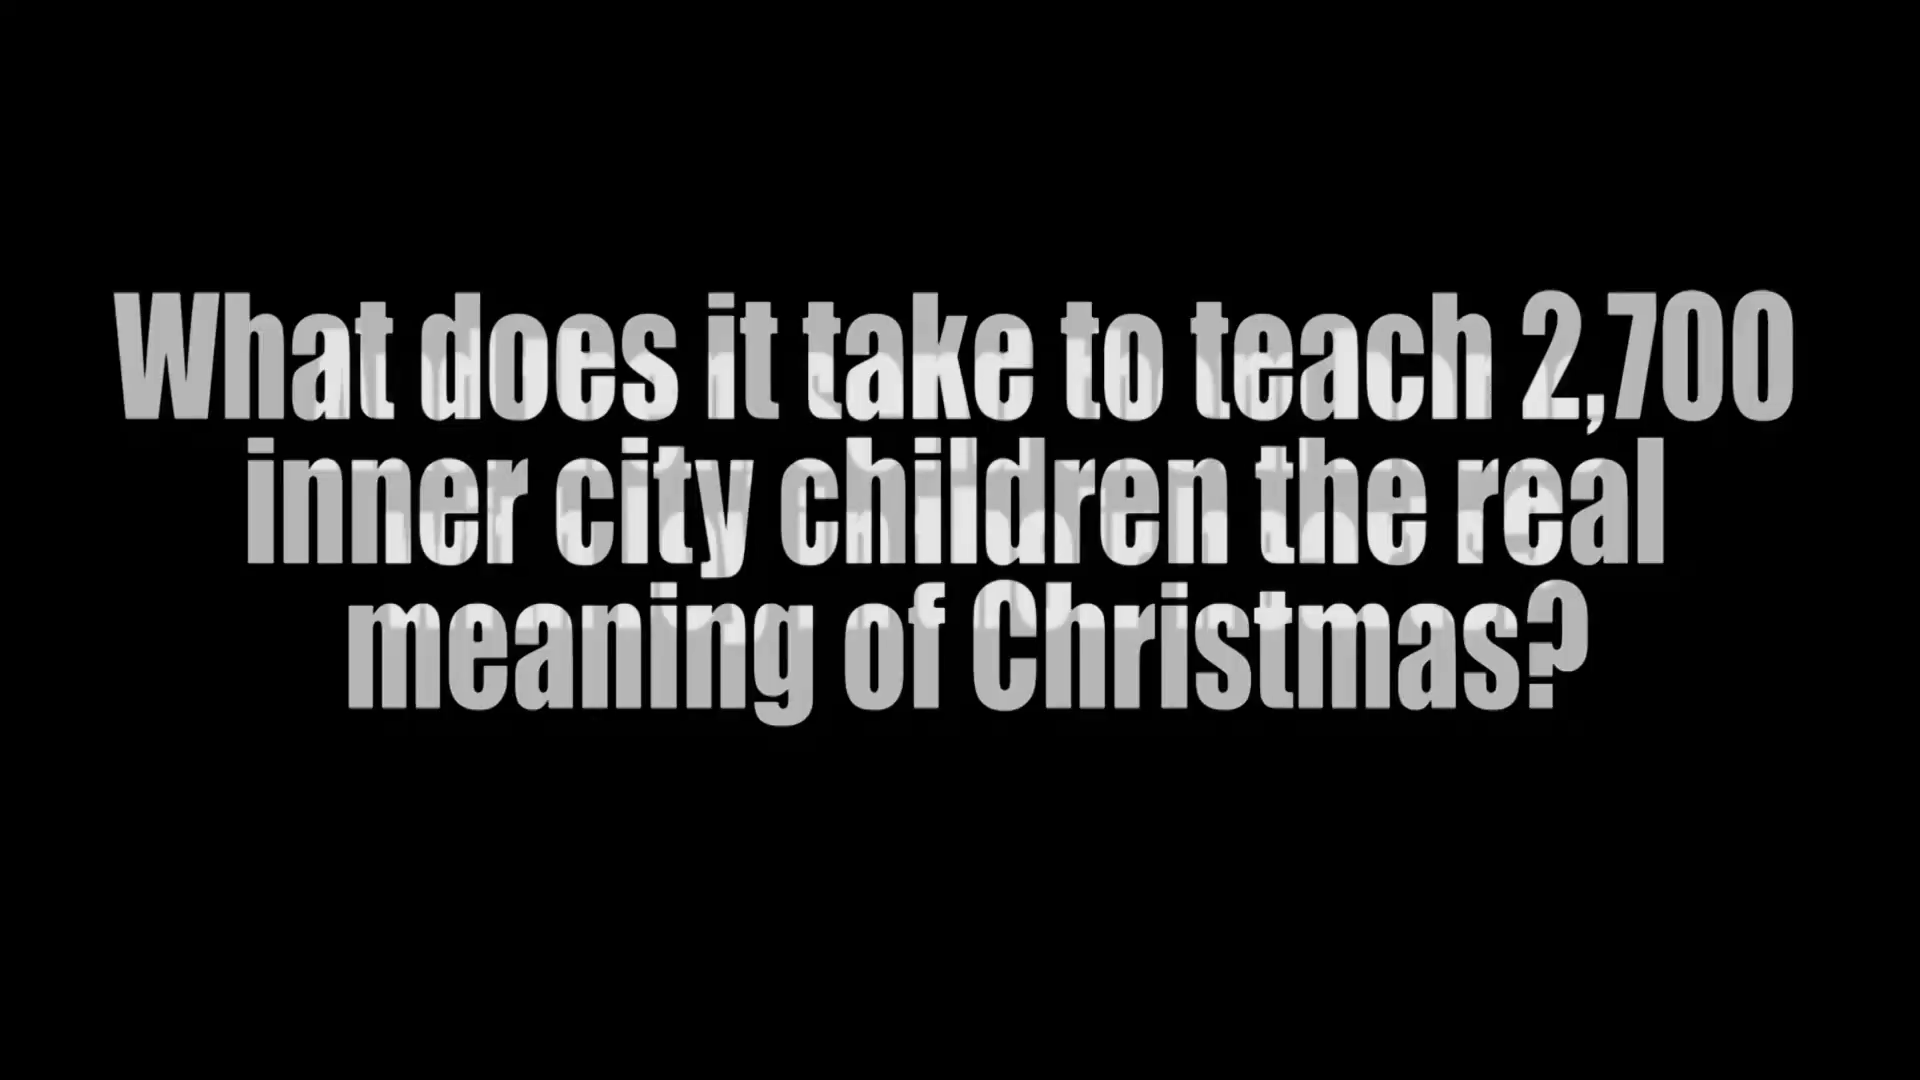 What does it take to teach 2,700
inner city children the real
meaning of Christmas?